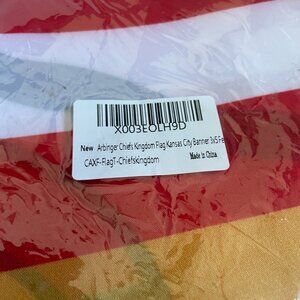 X003EOLH9D
New Arbinger Chiefs Kingdom Flag Kansas City Banner 3x5 Fe
CAXF-FlagT-Chiefskingdom
Made in China